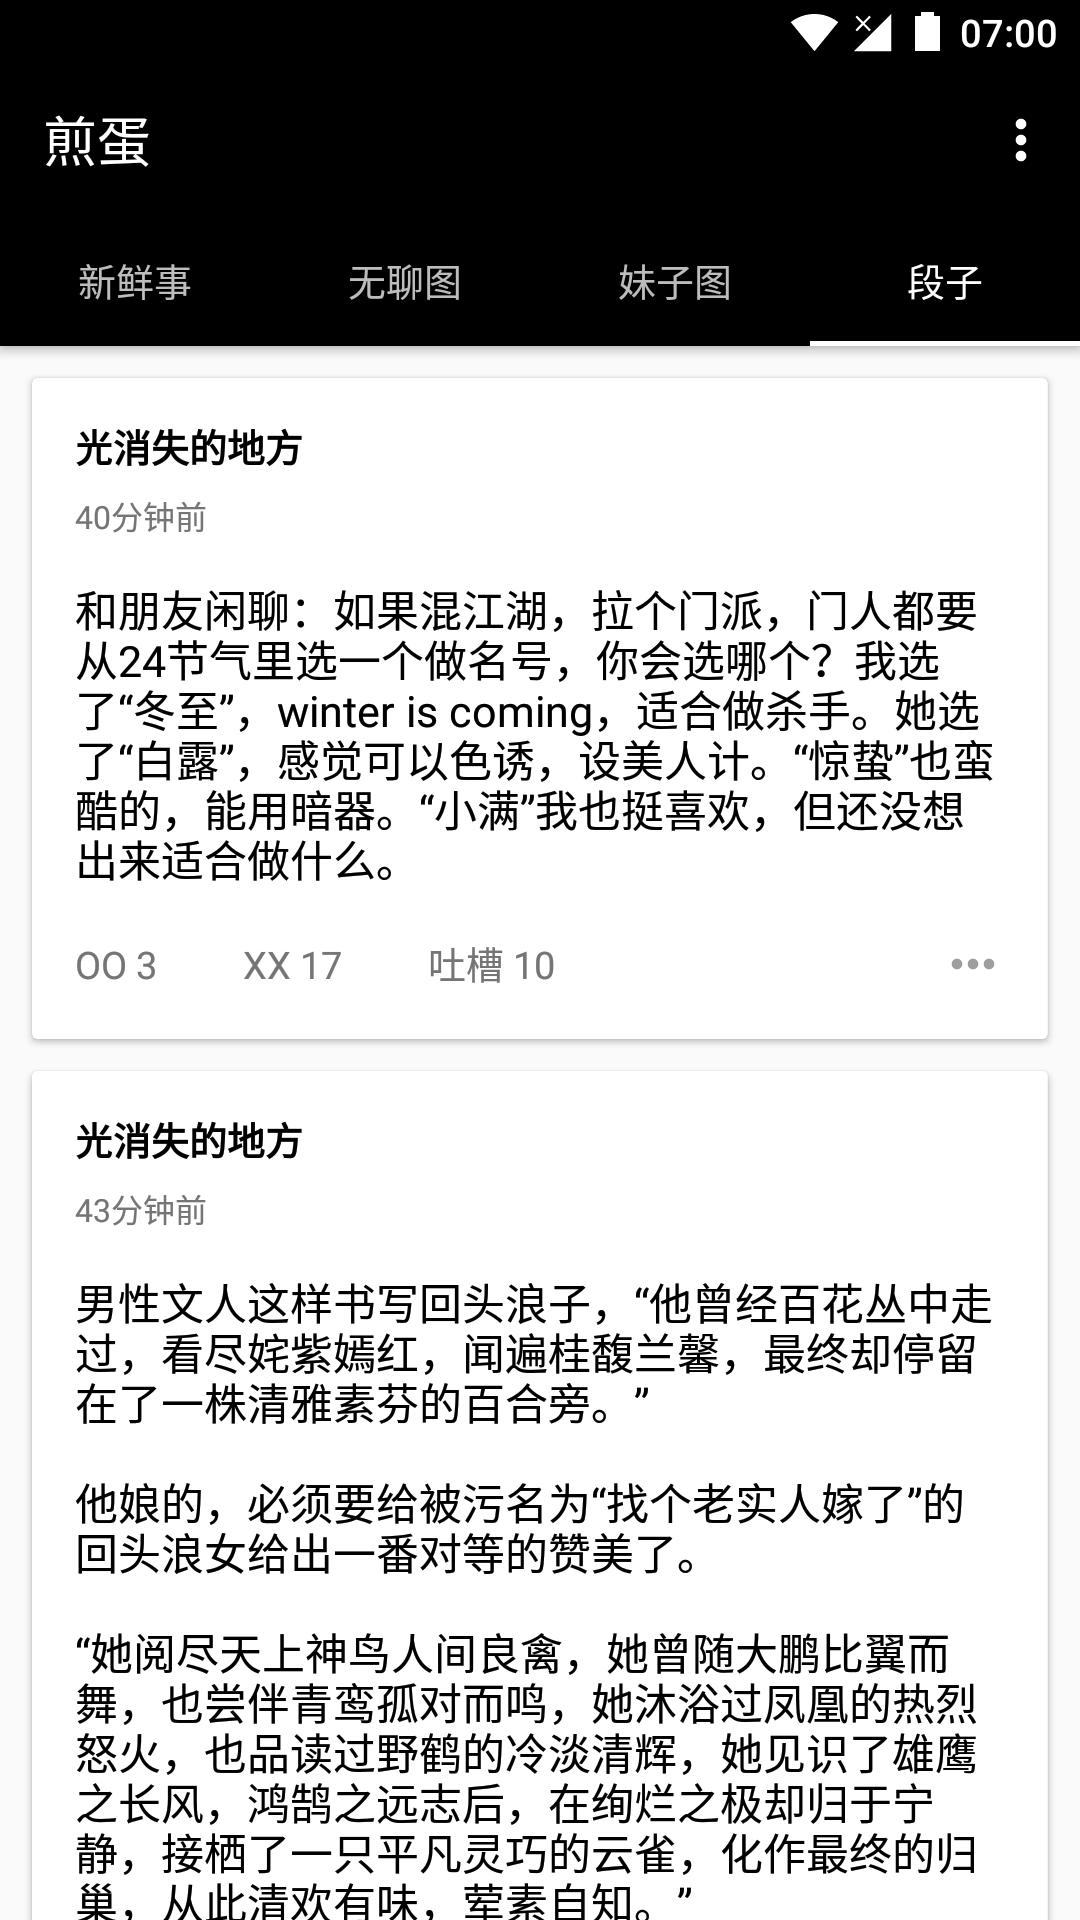 07:00
煎蛋
新鲜事 无聊图 妹子图 段子
光消失的地方
40分钟前
和朋友闲聊：如果混江湖，拉个门派，门人都要
从24节气里选一个做名号，你会选哪个？我选
了“冬至”，winter is coming，适合做杀手。她选
了“白露”，感觉可以色诱，设美人计。“惊蛰”也蛮
酷的，能用暗器。“小满”我也挺喜欢，但还没想
出来适合做什么。
OO 3 XX 17 吐槽 10
光消失的地方
43分钟前
男性文人这样书写回头浪子，“他曾经百花丛中走
过，看尽姹紫嫣红，闻遍桂馥兰馨，最终却停留
在了一株清雅素芬的百合旁。”
他娘的，必须要给被污名为“找个老实人嫁了”的
回头浪女给出一番对等的赞美了。
“她阅尽天上神鸟人间良禽，她曾随大鹏比翼而
舞，也尝伴青鸾孤对而鸣，她沐浴过凤凰的热烈
怒火，也品读过野鹤的冷淡清辉，她见识了雄鹰
之长风，鸿鹄之远志后，在绚烂之极却归于宁
静，接栖了一只平凡灵巧的云雀，化作最终的归
巢，从此清欢有味，荤素自知。”